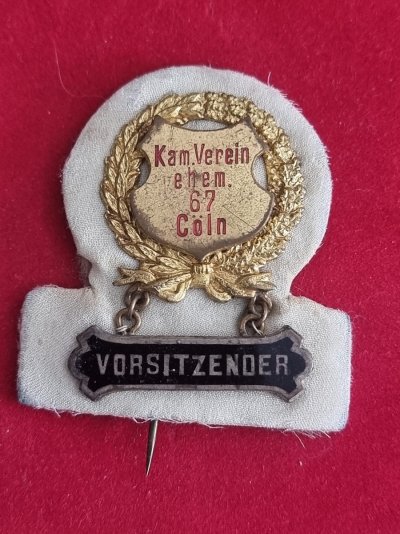 Kam. Verein
ehem.
67
Cöln
VORSITZENDER